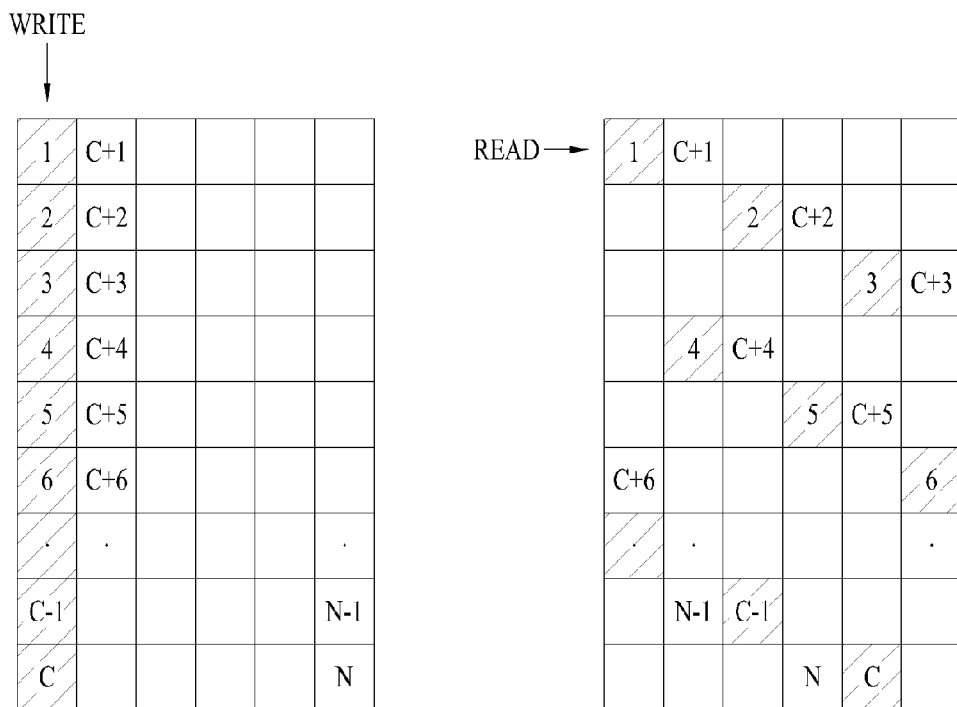 WRITE
1 C+1
2 C+2
3 C+3
4 C+4
5 C+5
6 C+6
. . .
C-1 N-1
C N
READ
1 C+1
2 C+2
3 C+3
4 C+4
5 C+5
C+6 6
. . .
N-1 C-1
N C